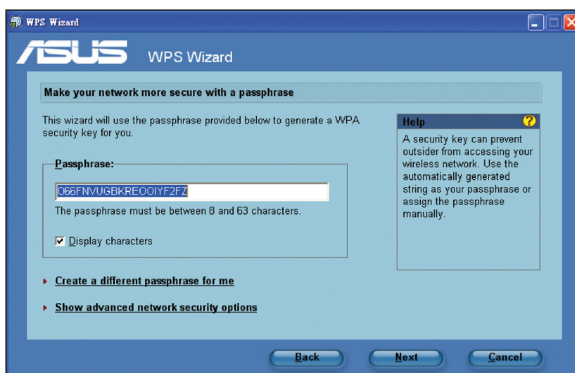 WPS Wizard
ASUS WPS Wizard
Make your network more secure with a passphrase
This wizard will use the passphrase provided below to generate a WPA
security key for you.
Passphrase:
O66FNVUGBKREOOIYF2FZ
The passphrase must be between 8 and 63 characters.
Display characters
Create a different passphrase for me
Show advanced network security options
Help
A security key can prevent
outsider from accessing your
wireless network. Use the
automatically generated
string as your passphrase or
assign the passphrase
manually.
Back
Next
Cancel